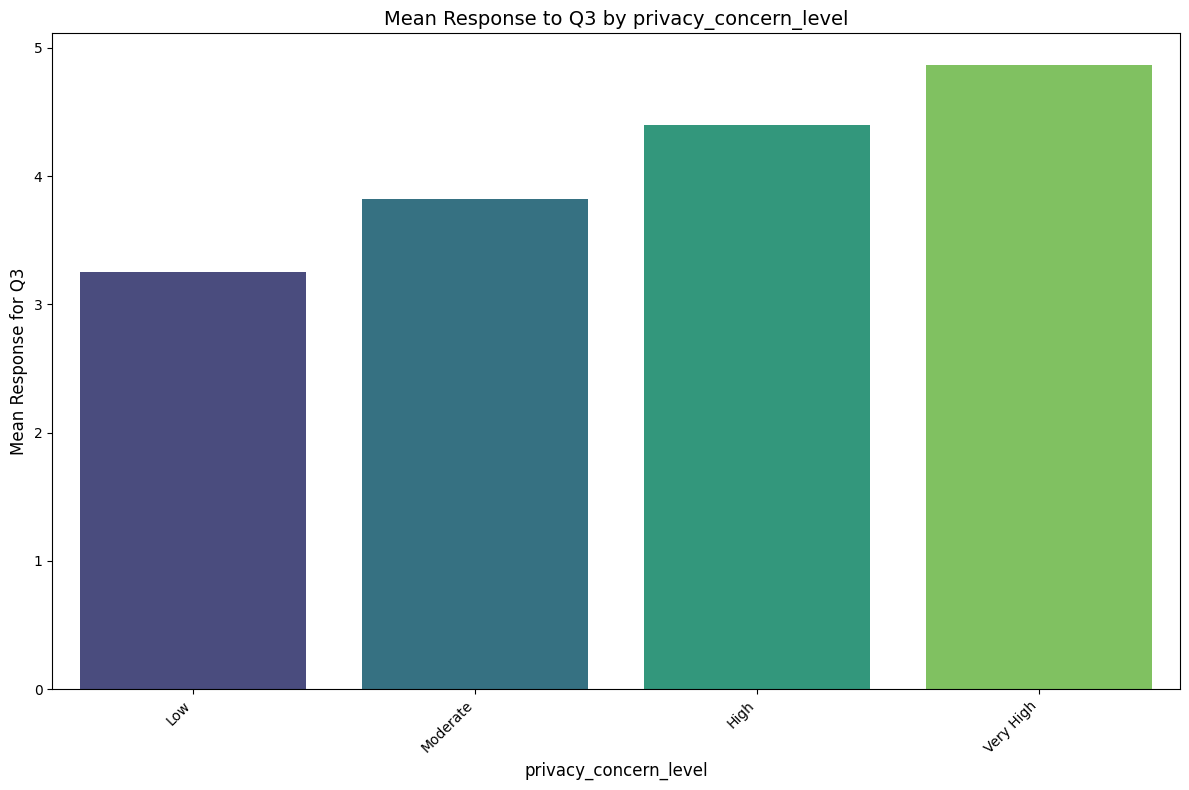 Mean Response to Q3 by privacy_concern_level
Mean Response for Q3
5
4
3
2
1
0
Low
Moderate
High
Very High
privacy_concern_level